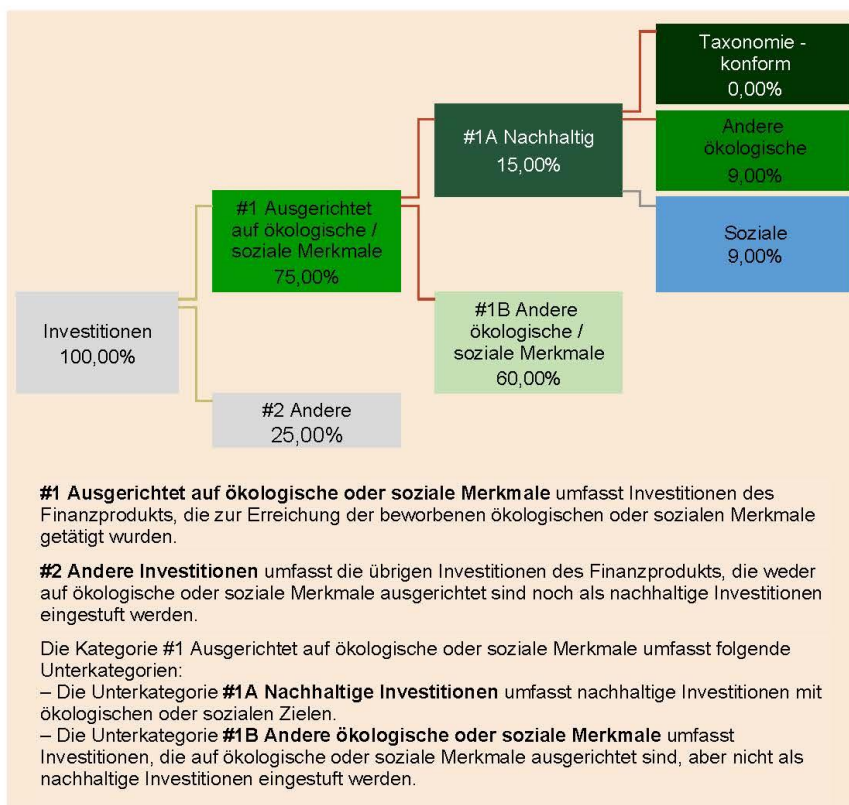 Taxonomie -
konform
0,00%
#1A Nachhaltig
15,00%
Andere
ökologische
9,00%
#1 Ausgerichtet
auf ökologische /
soziale Merkmale
75,00%
Soziale
9,00%
Investitionen
100,00%
#1B Andere
ökologische /
soziale Merkmale
60,00%
#2 Andere
25,00%
#1 Ausgerichtet auf ökologische oder soziale Merkmale umfasst Investitionen des
Finanzprodukts, die zur Erreichung der beworbenen ökologischen oder sozialen Merkmale
getätigt wurden.
#2 Andere Investitionen umfasst die übrigen Investitionen des Finanzprodukts, die weder
auf ökologische oder soziale Merkmale ausgerichtet sind noch als nachhaltige Investitionen
eingestuft werden.
Die Kategorie #1 Ausgerichtet auf ökologische oder soziale Merkmale umfasst folgende
Unterkategorien:
– Die Unterkategorie #1A Nachhaltige Investitionen umfasst nachhaltige Investitionen mit
ökologischen oder sozialen Zielen.
– Die Unterkategorie #1B Andere ökologische oder soziale Merkmale umfasst
Investitionen, die auf ökologische oder soziale Merkmale ausgerichtet sind, aber nicht als
nachhaltige Investitionen eingestuft werden.